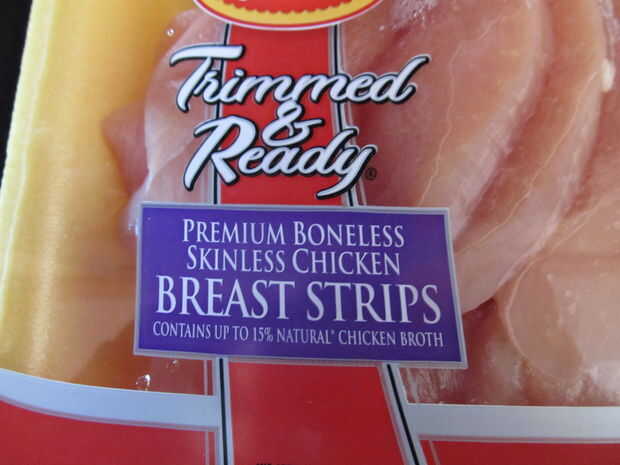 Trimmed
&
Ready®
PREMIUM BONELESS
SKINLESS CHICKEN
BREAST STRIPS
CONTAINS UP TO 15% NATURAL* CHICKEN BROTH